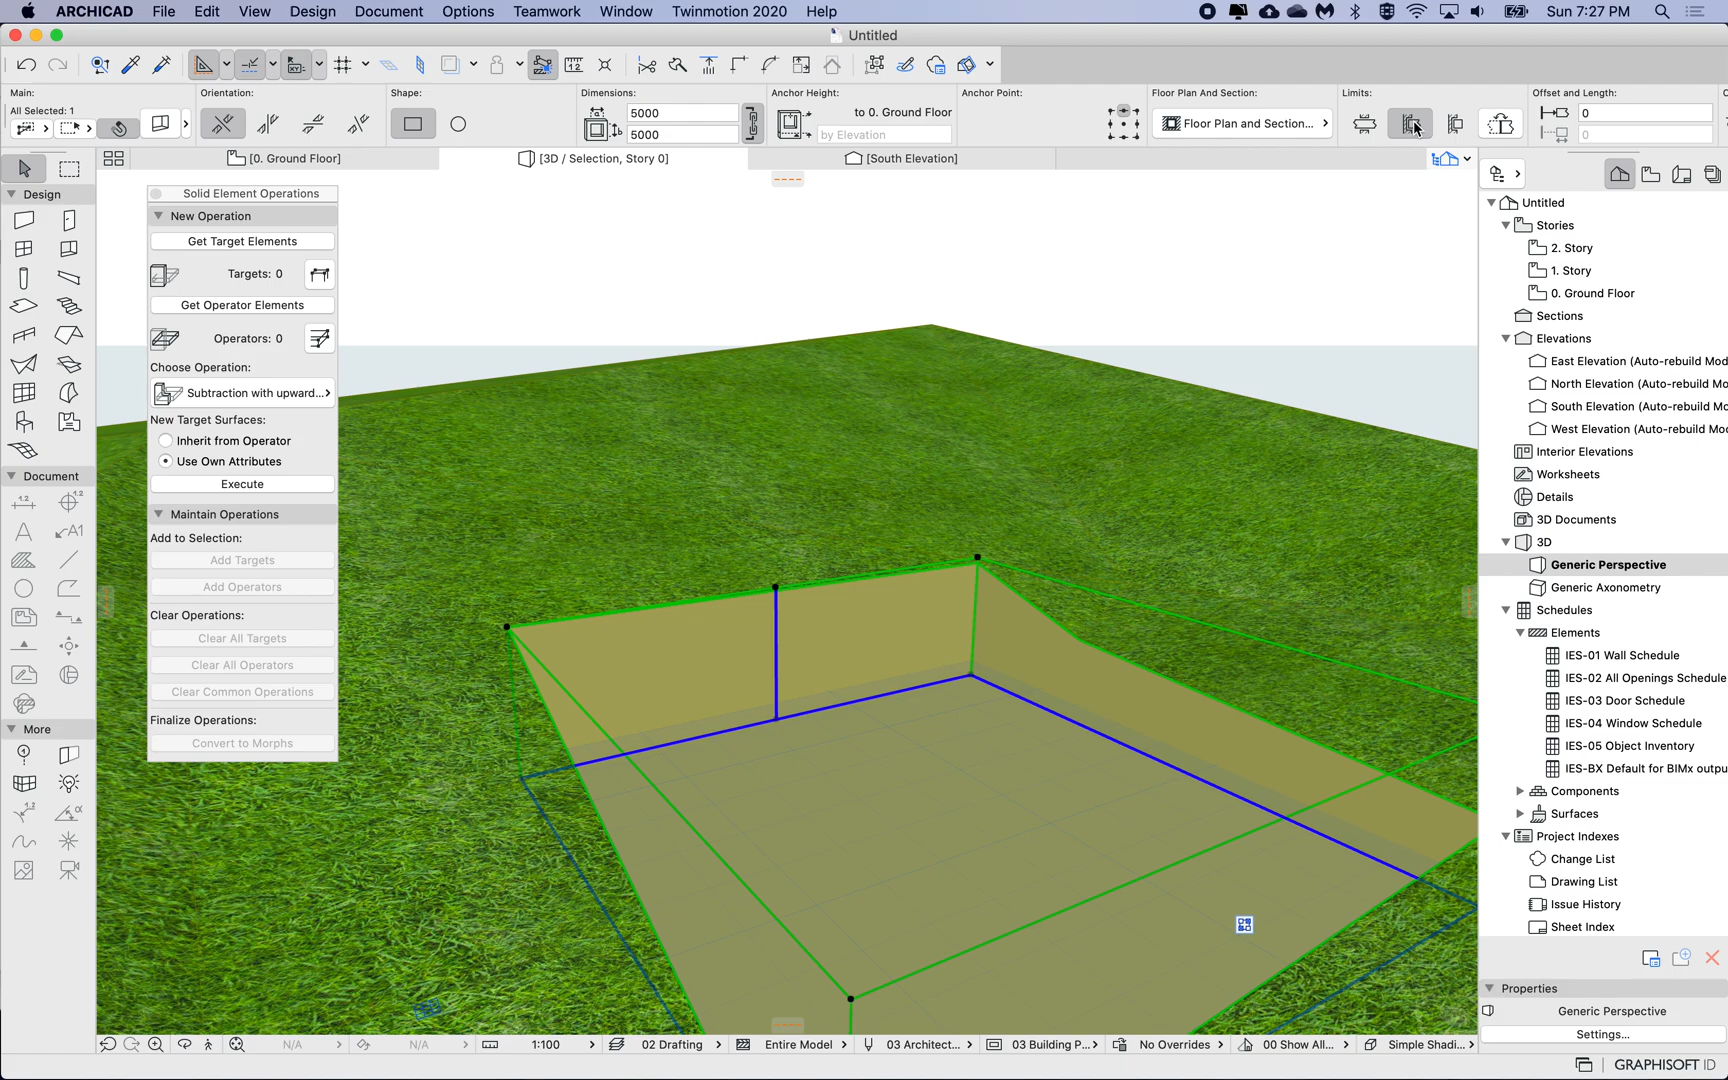 ARCHICAD File Edit View Design Document Options Teamwork Window Twinmotion 2020 Help Sun 7:27 PM
Untitled
Main:
All Selected: 1
Orientation:
Shape:
Dimensions:
5000
5000
Anchor Height:
to 0. Ground Floor
by Elevation
Anchor Point:
Floor Plan And Section:
Floor Plan and Section...
Limits:
Offset and Length:
0
0
[0. Ground Floor]
[3D / Selection, Story 0]
[South Elevation]
Design
Document
More
Solid Element Operations
New Operation
Get Target Elements
Targets: 0
Get Operator Elements
Operators: 0
Choose Operation:
Subtraction with upward...
New Target Surfaces:
Inherit from Operator
Use Own Attributes
Execute
Maintain Operations
Add to Selection:
Add Targets
Add Operators
Clear Operations:
Clear All Targets
Clear All Operators
Clear Common Operations
Finalize Operations:
Convert to Morphs
Untitled
Stories
2. Story
1. Story
0. Ground Floor
Sections
Elevations
East Elevation (Auto-rebuild Mod
North Elevation (Auto-rebuild Mo
South Elevation (Auto-rebuild Mo
West Elevation (Auto-rebuild Mod
Interior Elevations
Worksheets
Details
3D Documents
3D
Generic Perspective
Generic Axonometry
Schedules
Elements
IES-01 Wall Schedule
IES-02 All Openings Schedule
IES-03 Door Schedule
IES-04 Window Schedule
IES-05 Object Inventory
IES-BX Default for BIMx outpu
Components
Surfaces
Project Indexes
Change List
Drawing List
Issue History
Sheet Index
Properties
Generic Perspective
Settings...
N/A N/A 1:100 02 Drafting Entire Model 03 Architect... 03 Building P... No Overrides 00 Show All... Simple Shadi...
GRAPHISOFT ID